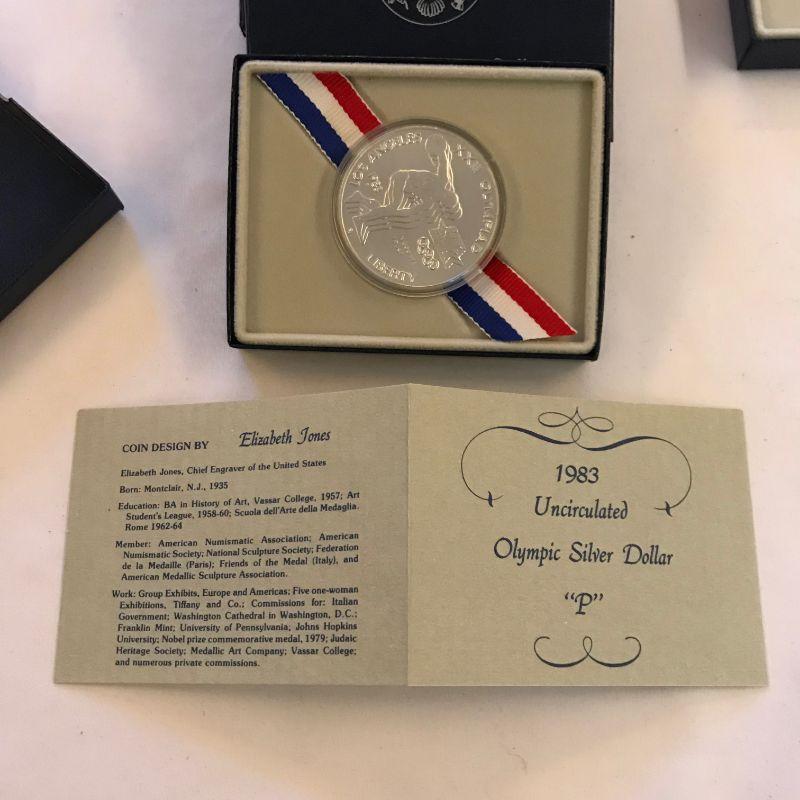 LOS ANGELES XXIII OLYMPIAD
LIBERTY
COIN DESIGN BY Elizabeth Jones
Elizabeth Jones, Chief Engraver of the United States
Born: Montclair, N.J., 1935
Education: BA in History of Art, Vassar College, 1957; Art
Student's League, 1958-60; Scuola dell'Arte della Medaglia.
Rome 1962-64
Member: American Numismatic Association; American
Numismatic Society; National Sculpture Society; Federation
de la Medaille (Paris); Friends of the Medal (Italy), and
American Medallic Sculpture Association.
Work: Group Exhibits, Europe and Americas; Five one-woman
Exhibitions, Tiffany and Co.; Commissions for: Italian
Government; Washington Cathedral in Washington, D.C.;
Franklin Mint; University of Pennsylvania, Johns Hopkins
University; Nobel prize commemorative medal, 1979; Judaic
Heritage Society; Medallic Art Company; Vassar College;
and numerous private commissions.
1983
Uncirculated
Olympic Silver Dollar
"P"